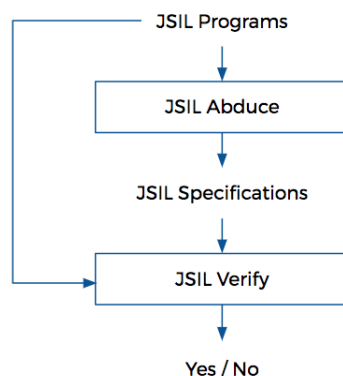 JSIL Programs
JSIL Abduce
JSIL Specifications
JSIL Verify
Yes / No